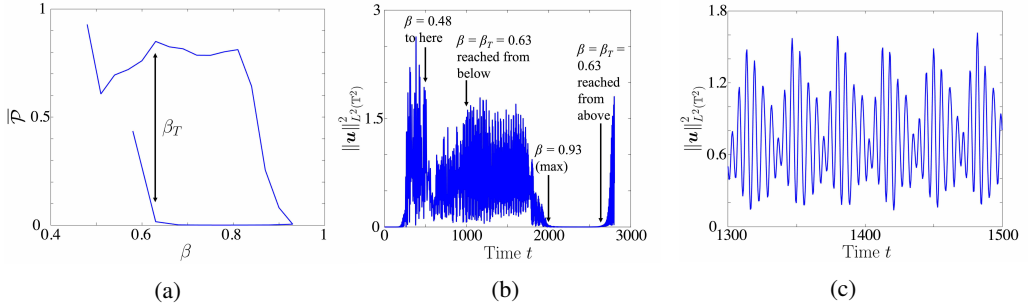 1
0.5
0
0.4
0.6
0.8
1
β
$\overline{\mathcal{P}}$
β_T
(a)
3
1.5
0
0
1000
2000
3000
Time t
||u||²_{L²(T²)}
β = 0.48
to here
β = β_T = 0.63
reached from
below
β = 0.93
(max)
β = β_T =
0.63
reached
from
above
(b)
1.8
1.2
0.6
0
1300
1400
1500
Time t
||u||²_{L²(T²)}
(c)